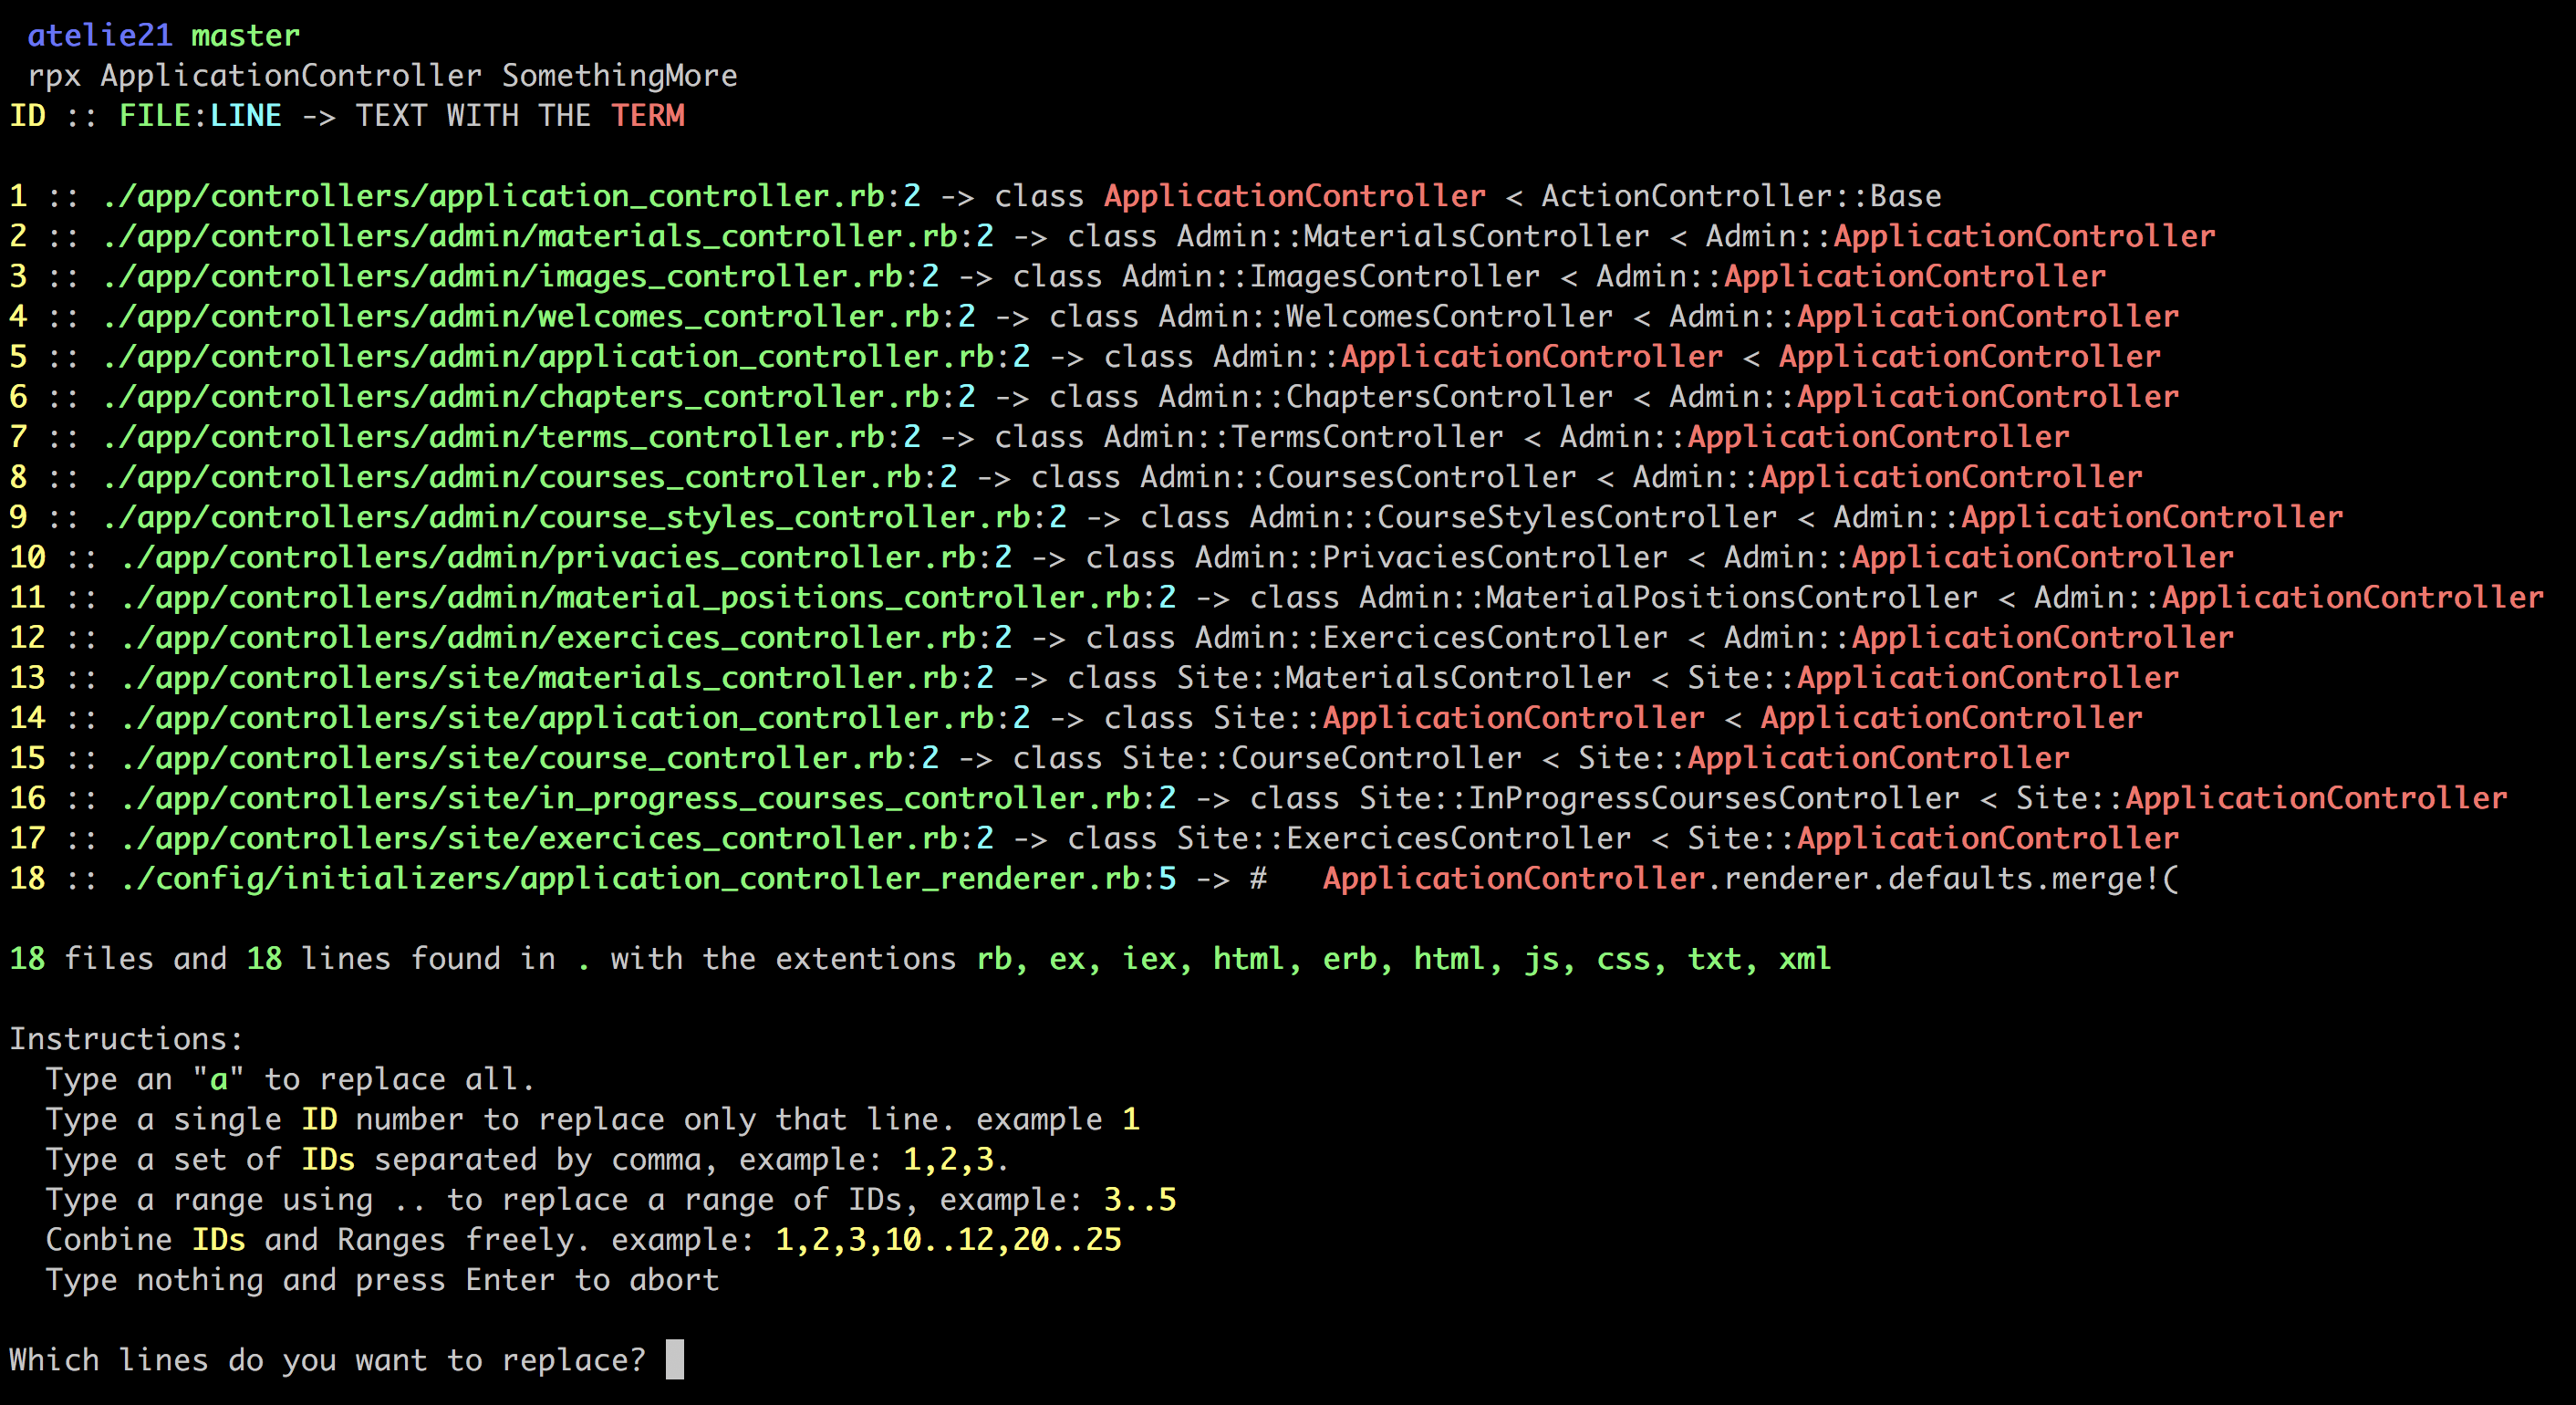 atelie21 master
rpx ApplicationController SomethingMore
ID :: FILE:LINE -> TEXT WITH THE TERM
1 :: ./app/controllers/application_controller.rb:2 -> class ApplicationController < ActionController::Base
2 :: ./app/controllers/admin/materials_controller.rb:2 -> class Admin::MaterialsController < Admin::ApplicationController
3 :: ./app/controllers/admin/images_controller.rb:2 -> class Admin::ImagesController < Admin::ApplicationController
4 :: ./app/controllers/admin/welcomes_controller.rb:2 -> class Admin::WelcomesController < Admin::ApplicationController
5 :: ./app/controllers/admin/application_controller.rb:2 -> class Admin::ApplicationController < ApplicationController
6 :: ./app/controllers/admin/chapters_controller.rb:2 -> class Admin::ChaptersController < Admin::ApplicationController
7 :: ./app/controllers/admin/terms_controller.rb:2 -> class Admin::TermsController < Admin::ApplicationController
8 :: ./app/controllers/admin/courses_controller.rb:2 -> class Admin::CoursesController < Admin::ApplicationController
9 :: ./app/controllers/admin/course_styles_controller.rb:2 -> class Admin::CourseStylesController < Admin::ApplicationController
10 :: ./app/controllers/admin/privacies_controller.rb:2 -> class Admin::PrivaciesController < Admin::ApplicationController
11 :: ./app/controllers/admin/material_positions_controller.rb:2 -> class Admin::MaterialPositionsController < Admin::ApplicationController
12 :: ./app/controllers/admin/exercices_controller.rb:2 -> class Admin::ExercicesController < Admin::ApplicationController
13 :: ./app/controllers/site/materials_controller.rb:2 -> class Site::MaterialsController < Site::ApplicationController
14 :: ./app/controllers/site/application_controller.rb:2 -> class Site::ApplicationController < ApplicationController
15 :: ./app/controllers/site/course_controller.rb:2 -> class Site::CourseController < Site::ApplicationController
16 :: ./app/controllers/site/in_progress_courses_controller.rb:2 -> class Site::InProgressCoursesController < Site::ApplicationController
17 :: ./app/controllers/site/exercices_controller.rb:2 -> class Site::ExercicesController < Site::ApplicationController
18 :: ./config/initializers/application_controller_renderer.rb:5 -> #   ApplicationController.renderer.defaults.merge!(
18 files and 18 lines found in . with the extentions rb, ex, iex, html, erb, html, js, css, txt, xml
Instructions:
Type an "a" to replace all.
Type a single ID number to replace only that line. example 1
Type a set of IDs separated by comma, example: 1,2,3.
Type a range using .. to replace a range of IDs, example: 3..5
Conbine IDs and Ranges freely. example: 1,2,3,10..12,20..25
Type nothing and press Enter to abort
Which lines do you want to replace?